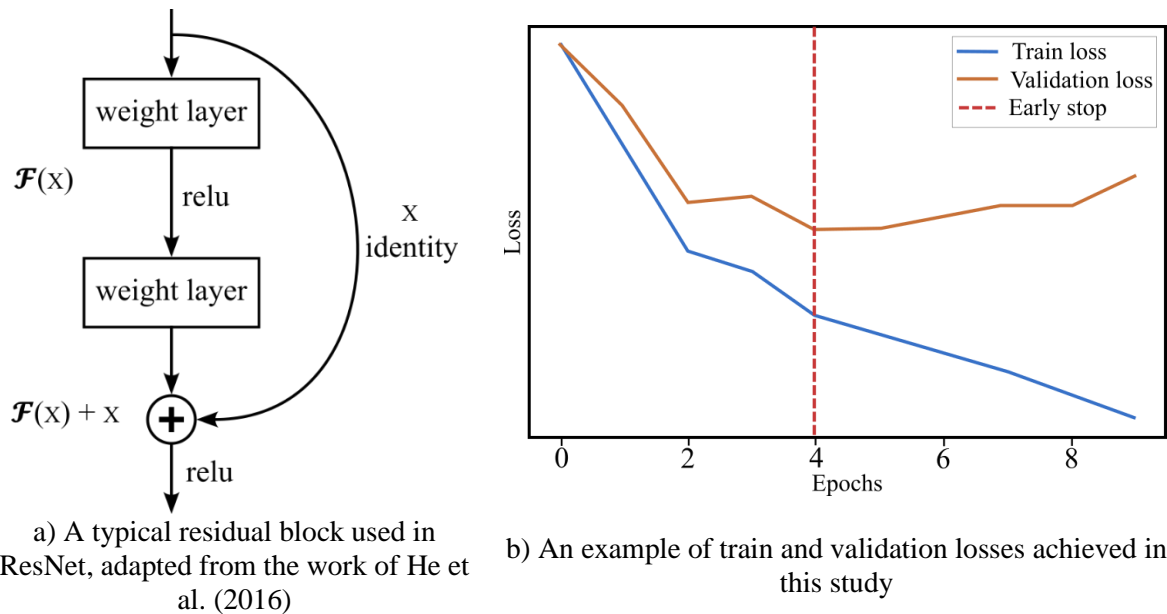 weight layer
𝓕(x)
relu
x
identity
weight layer
𝓕(x) + x
+
relu
a) A typical residual block used in
ResNet, adapted from the work of He et
al. (2016)
Train loss
Validation loss
Early stop
Loss
0 2 4 6 8
Epochs
b) An example of train and validation losses achieved in
this study